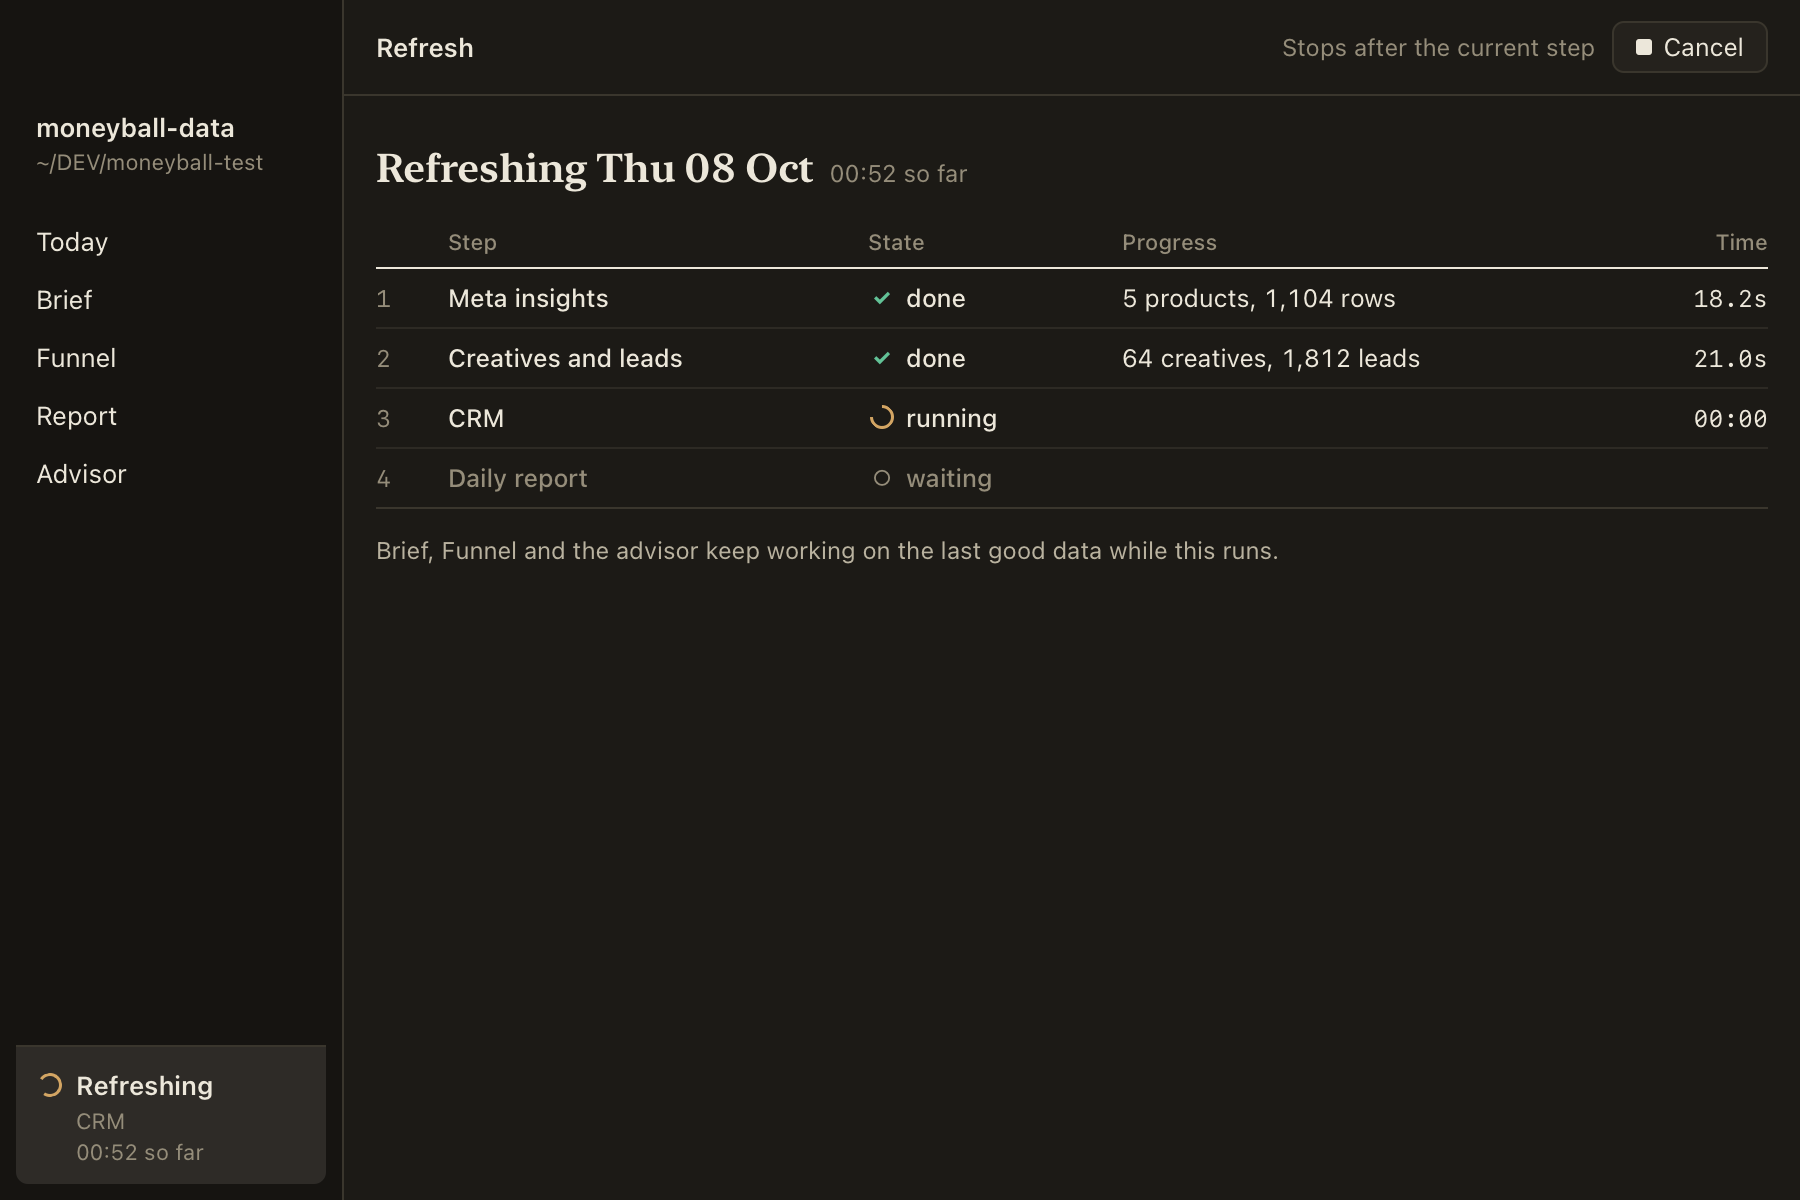 moneyball-data
~/DEV/moneyball-test
Today
Brief
Funnel
Report
Advisor
Refreshing
CRM
00:52 so far
Refresh
Stops after the current step
Cancel
Refreshing Thu 08 Oct 00:52 so far
Step State Progress Time
1 Meta insights done 5 products, 1,104 rows 18.2s
2 Creatives and leads done 64 creatives, 1,812 leads 21.0s
3 CRM running 00:00
4 Daily report waiting
Brief, Funnel and the advisor keep working on the last good data while this runs.